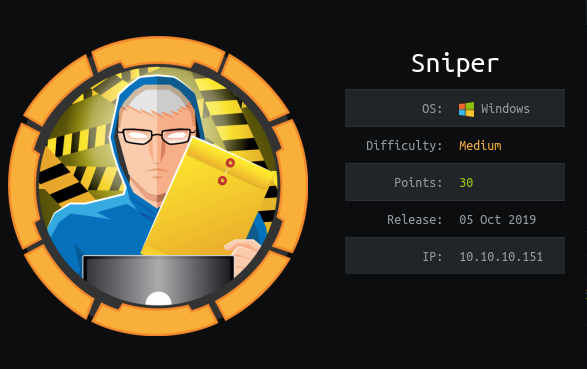 Sniper
OS: Windows
Difficulty: Medium
Points: 30
Release: 05 Oct 2019
IP: 10.10.10.151